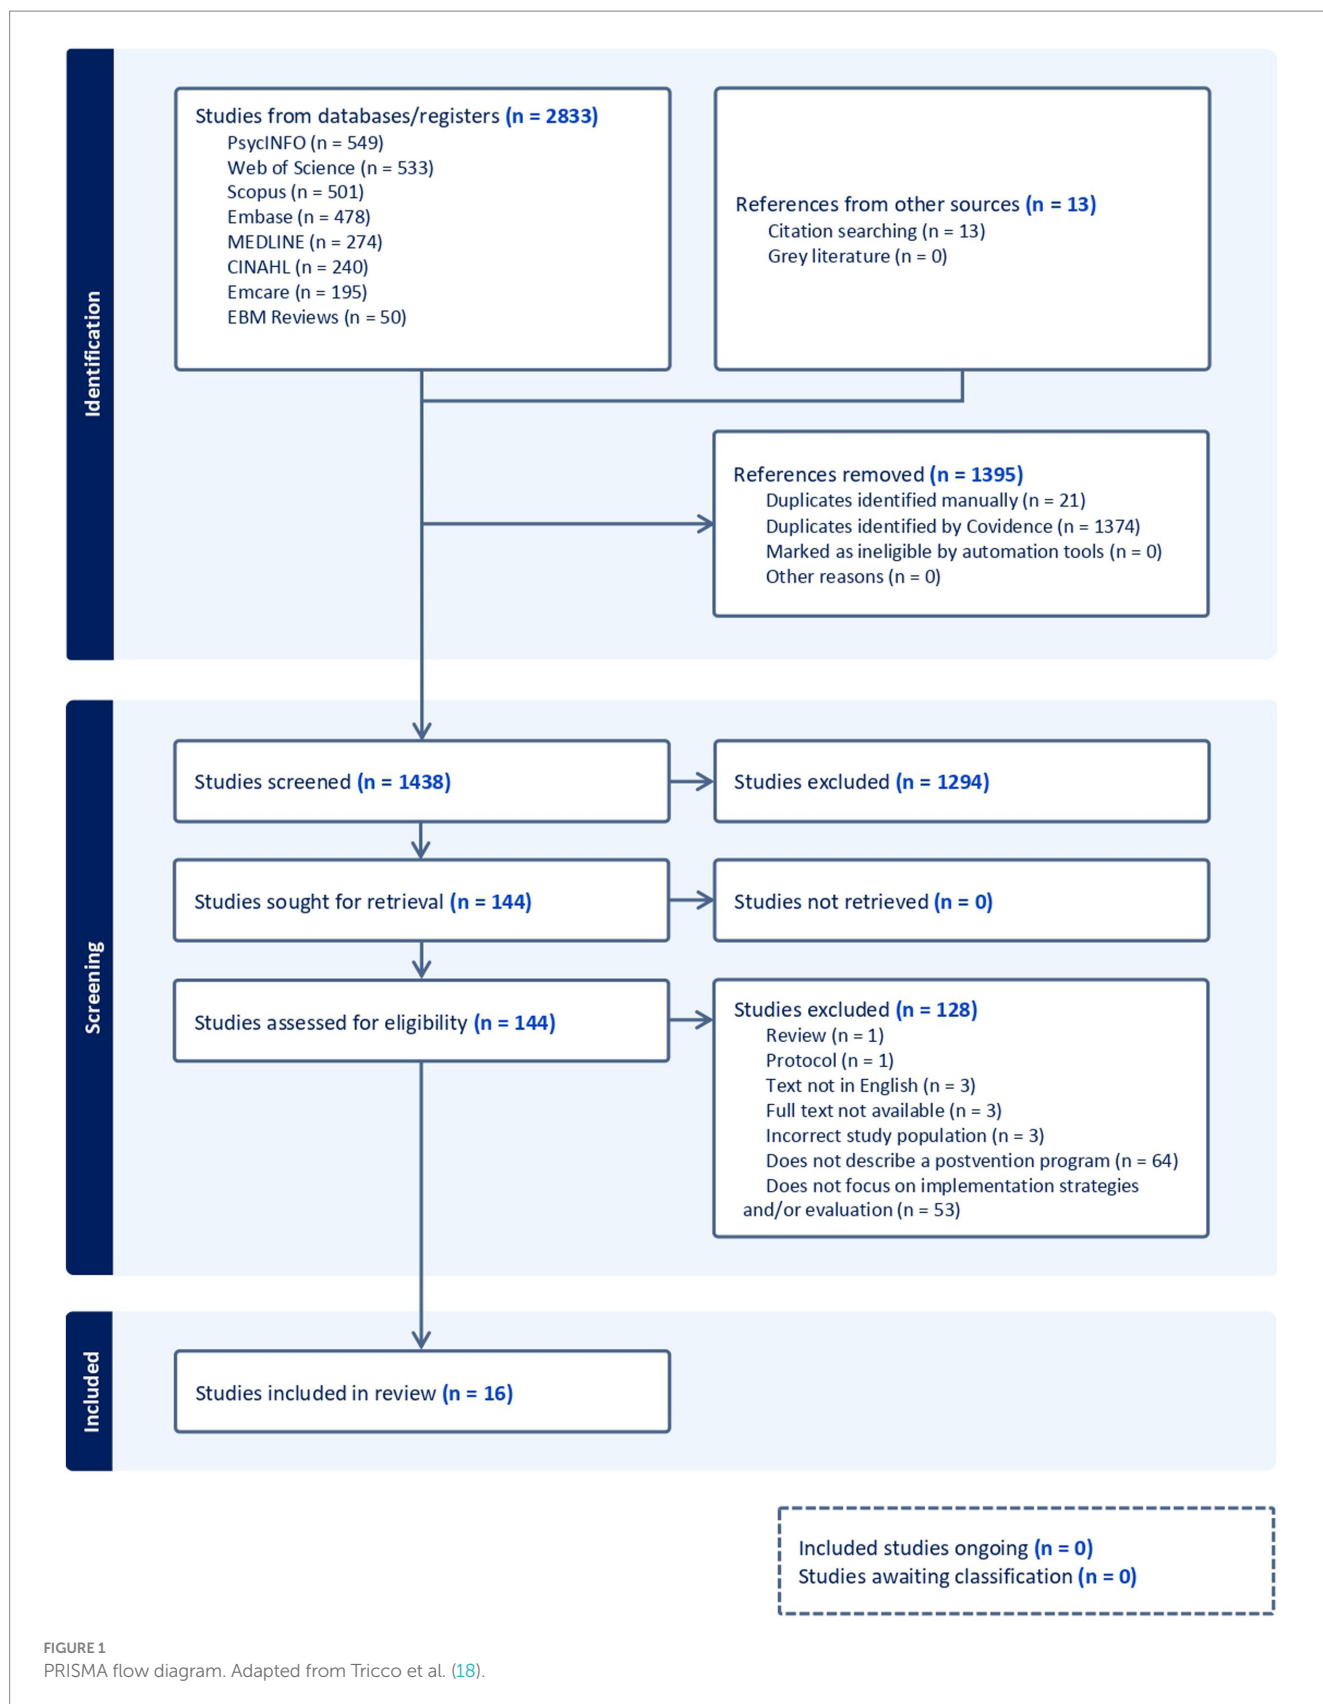 Identification
Studies from databases/registers (n = 2833)
PsycINFO (n = 549)
Web of Science (n = 533)
Scopus (n = 501)
Embase (n = 478)
MEDLINE (n = 274)
CINAHL (n = 240)
Emcare (n = 195)
EBM Reviews (n = 50)
References from other sources (n = 13)
Citation searching (n = 13)
Grey literature (n = 0)
References removed (n = 1395)
Duplicates identified manually (n = 21)
Duplicates identified by Covidence (n = 1374)
Marked as ineligible by automation tools (n = 0)
Other reasons (n = 0)
Screening
Studies screened (n = 1438)
Studies excluded (n = 1294)
Studies sought for retrieval (n = 144)
Studies not retrieved (n = 0)
Studies assessed for eligibility (n = 144)
Studies excluded (n = 128)
Review (n = 1)
Protocol (n = 1)
Text not in English (n = 3)
Full text not available (n = 3)
Incorrect study population (n = 3)
Does not describe a postvention program (n = 64)
Does not focus on implementation strategies
and/or evaluation (n = 53)
Included
Studies included in review (n = 16)
Included studies ongoing (n = 0)
Studies awaiting classification (n = 0)
FIGURE 1
PRISMA flow diagram. Adapted from Tricco et al. (18).